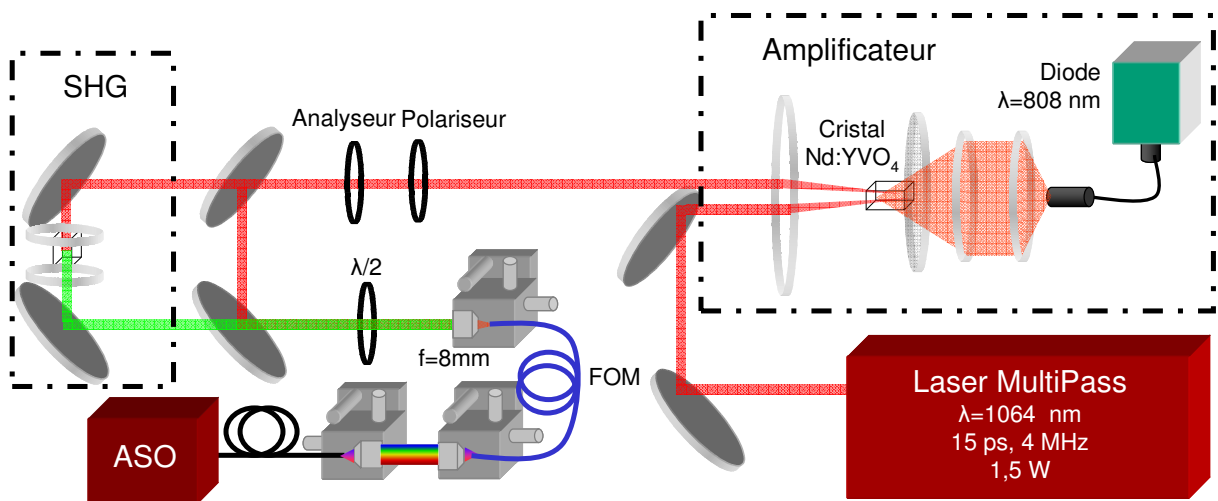 SHG
Analyseur Polariseur
Amplificateur
Diode
λ=808 nm
Cristal
Nd:YVO4
λ/2
f=8mm
FOM
ASO
Laser MultiPass
λ=1064 nm
15 ps, 4 MHz
1,5 W